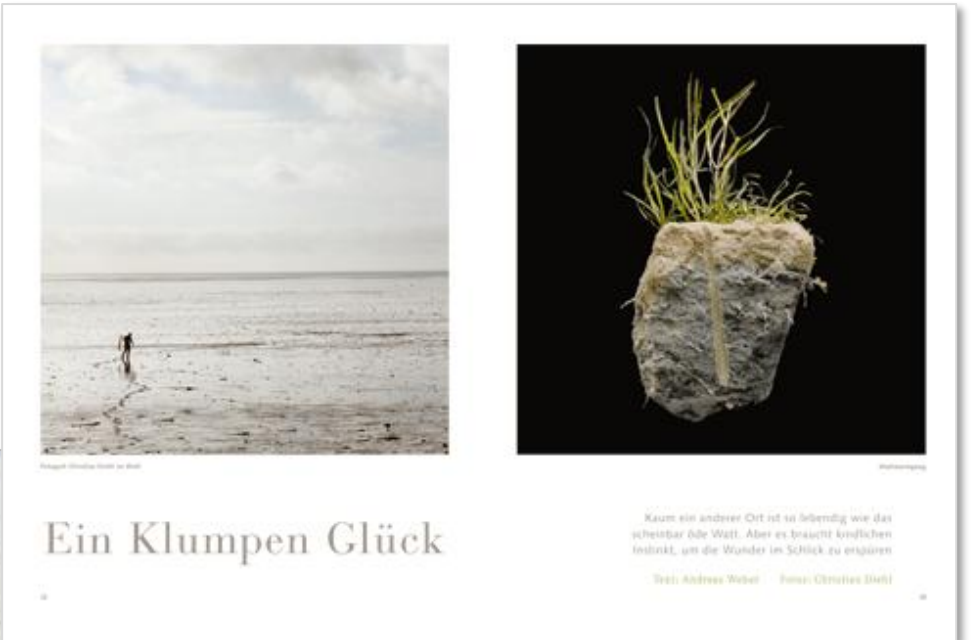 Ein Klumpen Glück
Kaum ein anderer Ort ist so lebendig wie das
scheinbar öde Watt. Aber es braucht kindlichen
Instinkt, um die Wunder im Schlick zu erspüren
Text: Andreas Weber Fotos: Christian Diehl